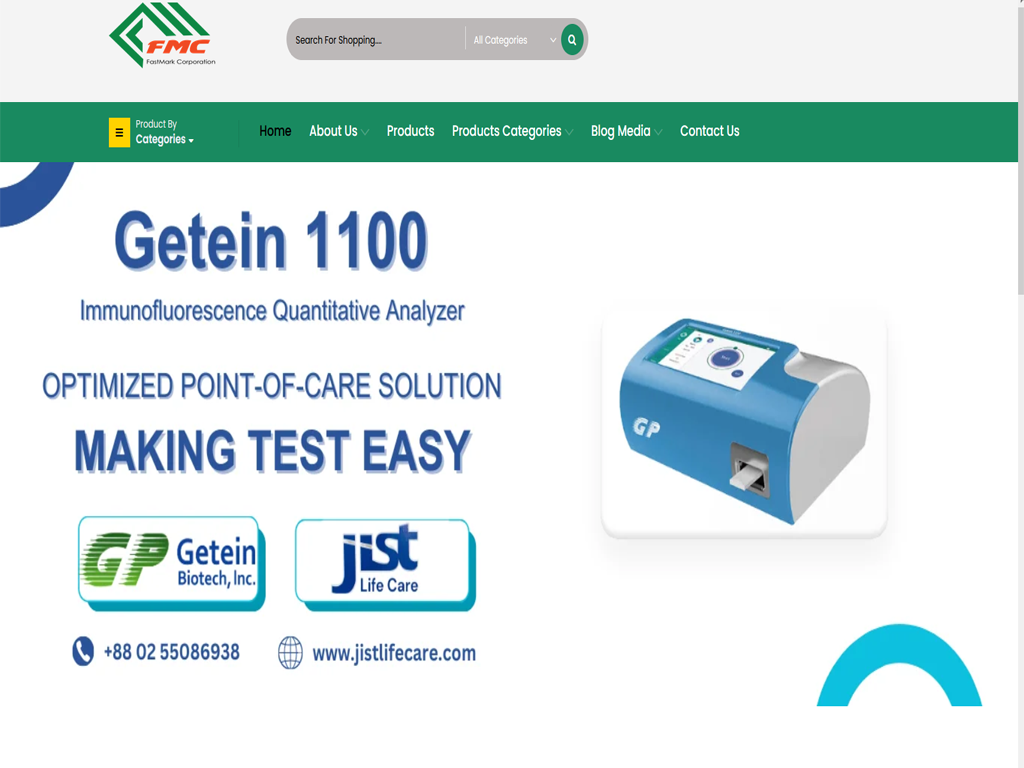 FMC
FastMark Corporation
Search For Shopping...
All Categories
Product By
Categories
Home
About Us
Products
Products Categories
Blog Media
Contact Us
Getein 1100
Immunofluorescence Quantitative Analyzer
OPTIMIZED POINT-OF-CARE SOLUTION
MAKING TEST EASY
GP
GP
Getein
Biotech, Inc.
jist
Life Care
+88 02 55086938
www.jistlifecare.com